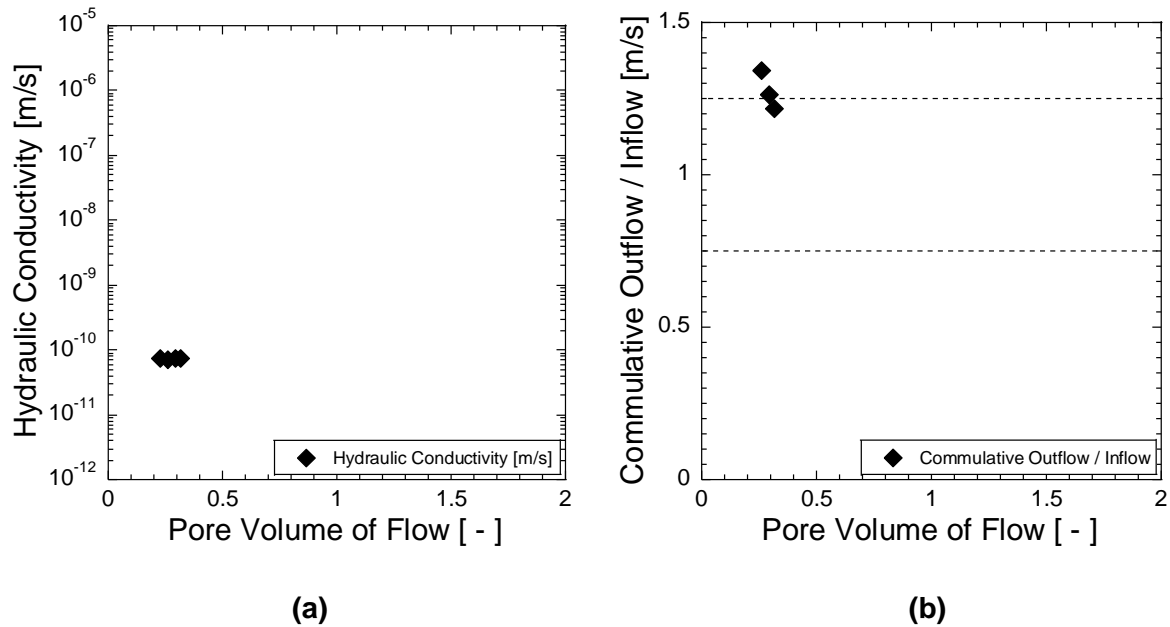 Hydraulic Conductivity [m/s]
10-5
10-6
10-7
10-8
10-9
10-10
10-11
10-12
Hydraulic Conductivity [m/s]
0 0.5 1 1.5 2
Pore Volume of Flow [ - ]
(a)
Commulative Outflow / Inflow [m/s]
1.5
1
0.5
0
Commulative Outflow / Inflow
0 0.5 1 1.5 2
Pore Volume of Flow [ - ]
(b)